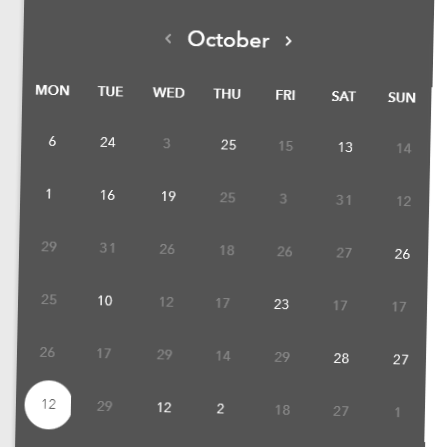 ‹ October ›
MON TUE WED THU FRI SAT SUN
6 24 3 25 15 13 14
1 16 19 25 3 31 12
29 31 26 18 26 27 26
25 10 12 17 23 17 17
26 17 29 14 29 28 27
12 29 12 2 18 27 1